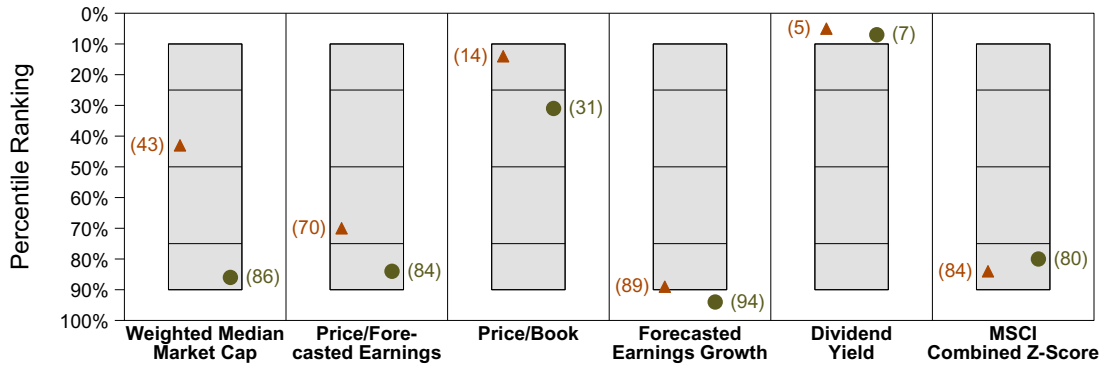 Percentile Ranking
0%
10%
20%
30%
40%
50%
60%
70%
80%
90%
100%
(43)
(86)
(70)
(84)
(14)
(31)
(89)
(94)
(5)
(7)
(84)
(80)
Weighted Median
Market Cap
Price/Fore-
casted Earnings
Price/Book
Forecasted
Earnings Growth
Dividend
Yield
MSCI
Combined Z-Score